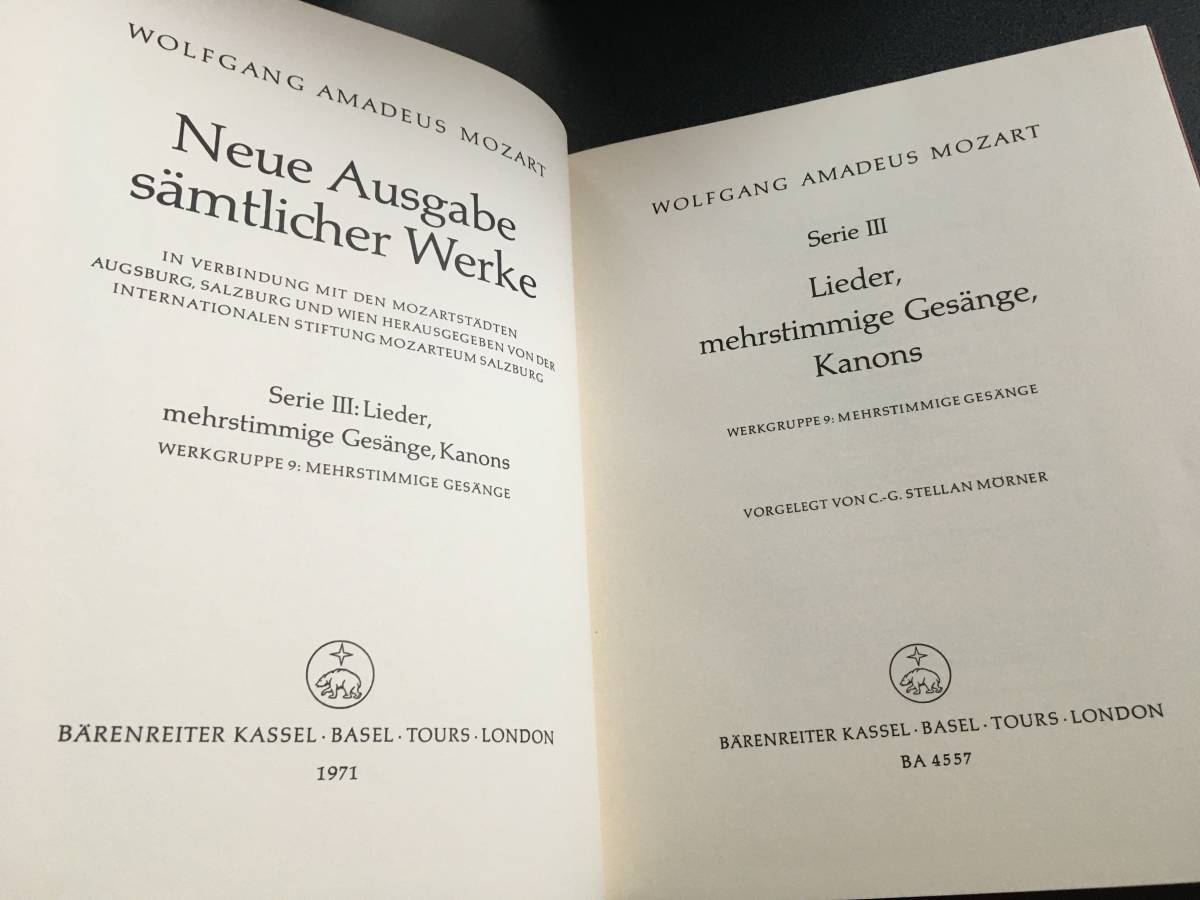 WOLFGANG AMADEUS MOZART
Neue Ausgabe
sämtlicher Werke
IN VERBINDUNG MIT DEN MOZARTSTÄDTEN
AUGSBURG, SALZBURG UND WIEN HERAUSGEGEBEN VON DER
INTERNATIONALEN STIFTUNG MOZARTEUM SALZBURG
Serie III: Lieder,
mehrstimmige Gesänge, Kanons
WERKGRUPPE 9: MEHRSTIMMIGE GESÄNGE
BÄRENREITER KASSEL · BASEL · TOURS · LONDON
1971
WOLFGANG AMADEUS MOZART
Serie III
Lieder,
mehrstimmige Gesänge,
Kanons
WERKGRUPPE 9: MEHRSTIMMIGE GESÄNGE
VORGELEGT VON C.-G. STELLAN MÖRNER
BÄRENREITER KASSEL · BASEL · TOURS · LONDON
BA 4557